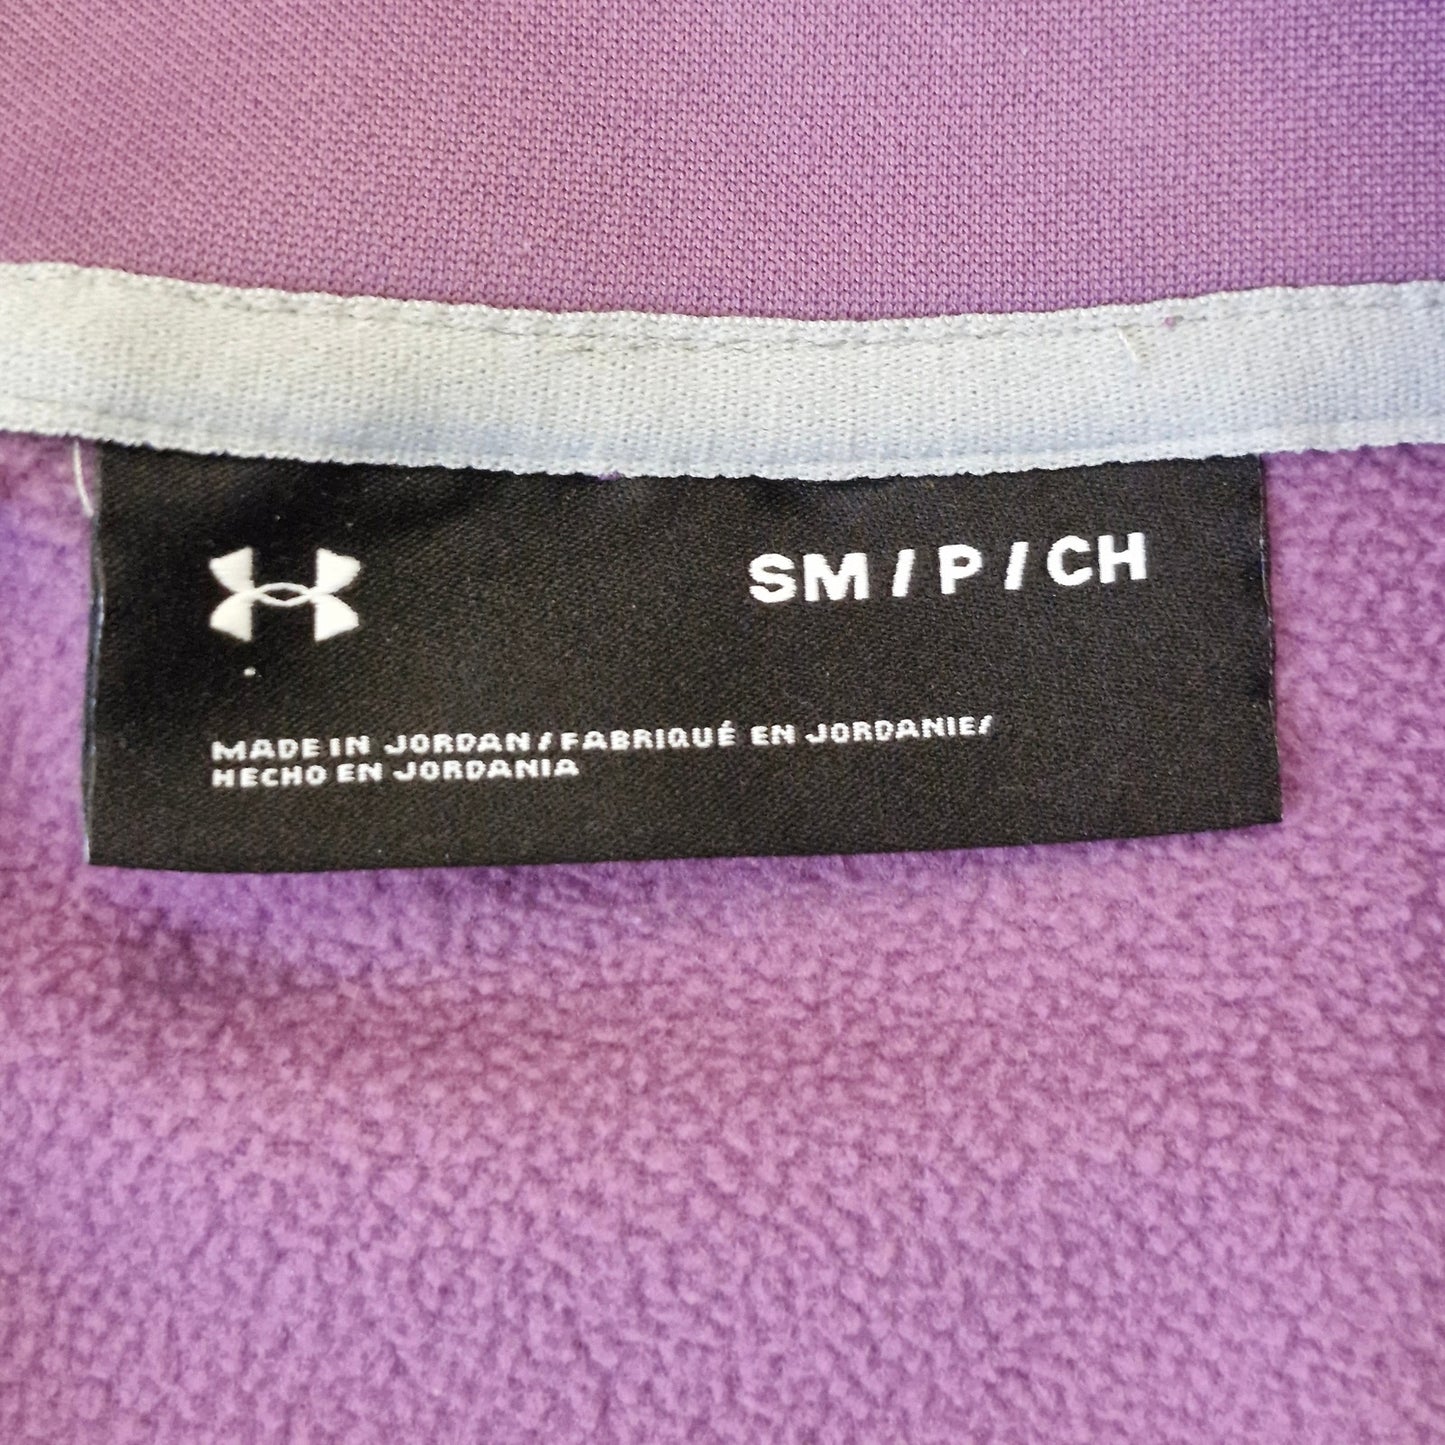 SM / P / CH
MADE IN JORDAN / FABRIQUÉ EN JORDANIE/
HECHO EN JORDANIA